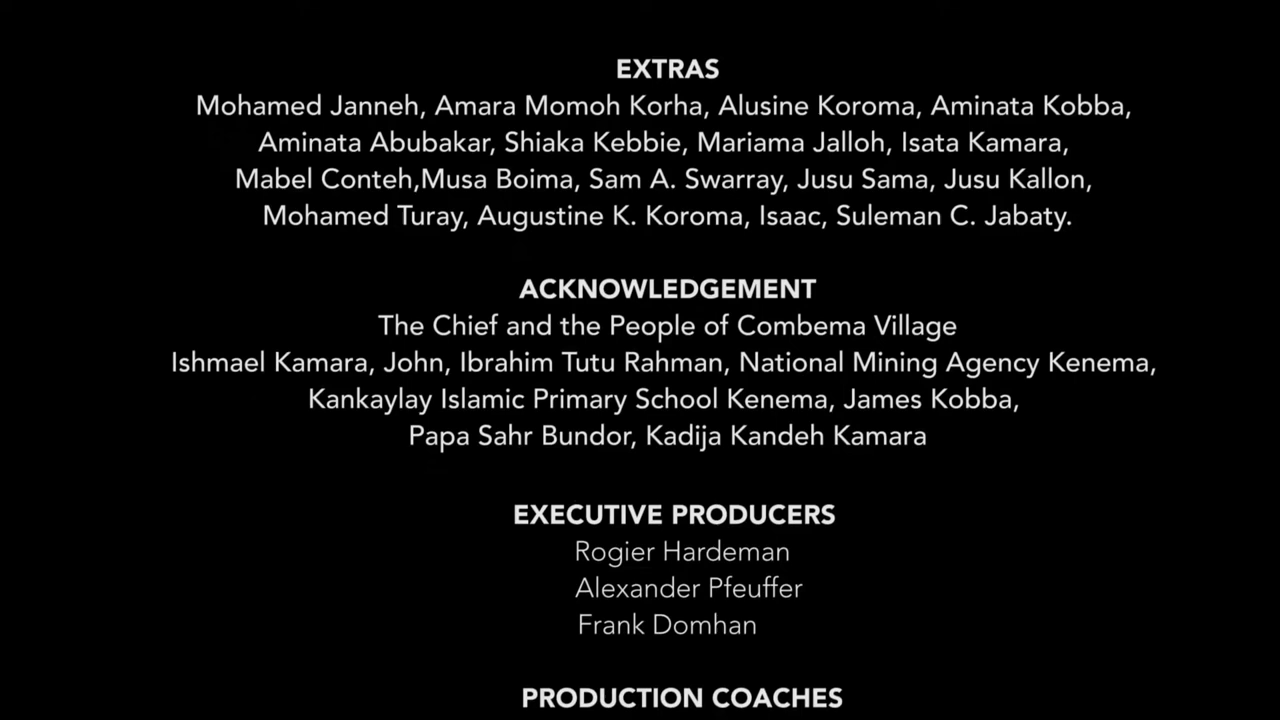 EXTRAS
Mohamed Janneh, Amara Momoh Korha, Alusine Koroma, Aminata Kobba,
Aminata Abubakar, Shiaka Kebbie, Mariama Jalloh, Isata Kamara,
Mabel Conteh,Musa Boima, Sam A. Swarray, Jusu Sama, Jusu Kallon,
Mohamed Turay, Augustine K. Koroma, Isaac, Suleman C. Jabaty.
ACKNOWLEDGEMENT
The Chief and the People of Combema Village
Ishmael Kamara, John, Ibrahim Tutu Rahman, National Mining Agency Kenema,
Kankaylay Islamic Primary School Kenema, James Kobba,
Papa Sahr Bundor, Kadija Kandeh Kamara
EXECUTIVE PRODUCERS
Rogier Hardeman
Alexander Pfeuffer
Frank Domhan
PRODUCTION COACHES